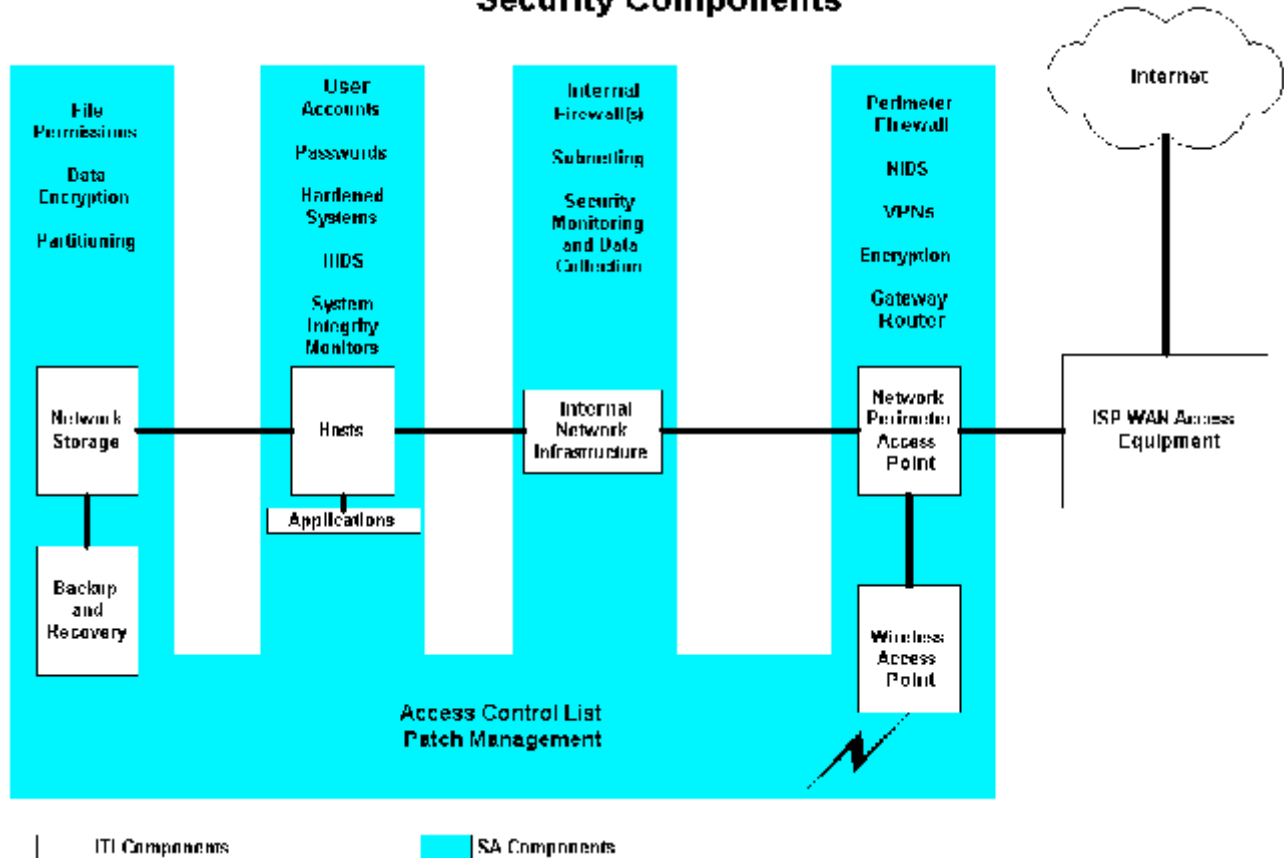 Security Components
Internet
File
Permissions
Data
Encryption
Partitioning
User
Accounts
Passwords
Hardened
Systems
HIDS
System
Integrity
Monitors
Internal
Firewall(s)
Subnetting
Security
Monitoring
and Data
Collection
Perimeter
Firewall
NIDS
VPNs
Encryption
Gateway
Router
Network
Storage
Hosts
Applications
Internal
Network
Infrastructure
Network
Perimeter
Access
Point
ISP WAN Access
Equipment
Backup
and
Recovery
Wireless
Access
Point
Access Control List
Patch Management
ITI Components
SA Components